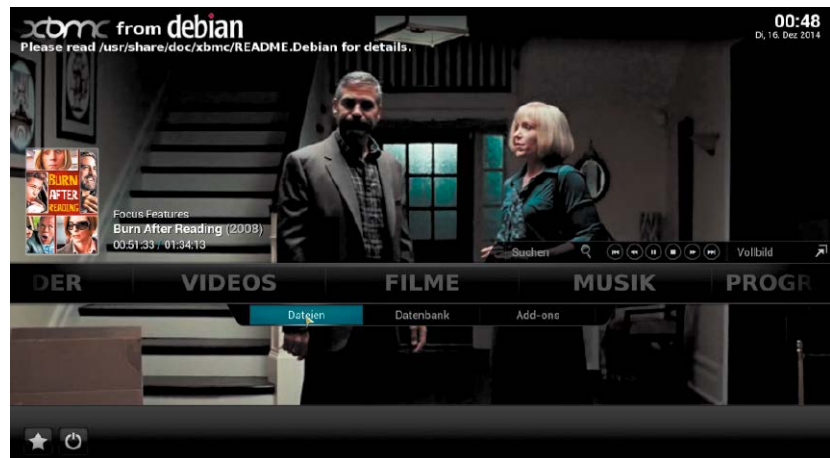 xbmc from debian
Please read /usr/share/doc/xbmc/README.Debian for details.
00:48
Di, 16. Dez 2014
BURN
AFTER
READING
Focus Features
Burn After Reading (2008)
00:51:33 / 01:34:13
Suchen
Vollbild
DER
VIDEOS
FILME
MUSIK
PROGR
Dateien
Datenbank
Add-ons